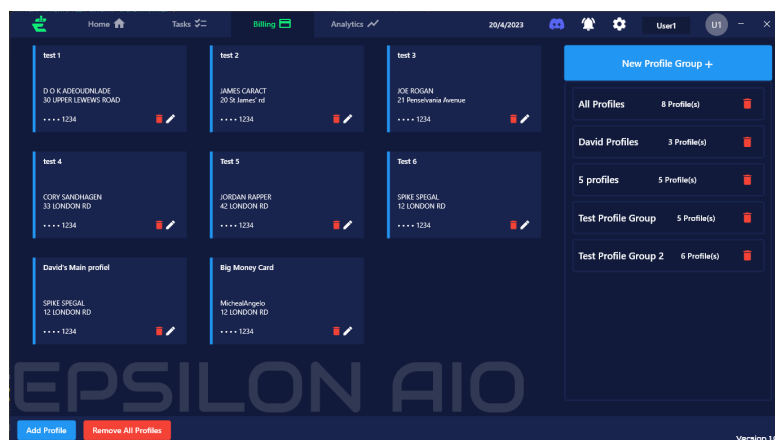 Home
Tasks
Billing
Analytics
20/4/2023
User1
U1
test 1
D O K ADEOUDNLADE
30 UPPER LEWEWS ROAD
•••• 1234
test 2
JAMES CARACT
20 St James' rd
•••• 1234
test 3
JOE ROGAN
21 Penselvania Avenue
•••• 1234
test 4
CORY SANDHAGEN
33 LONDON RD
•••• 1234
Test 5
JORDAN RAPPER
42 LONDON RD
•••• 1234
Test 6
SPIKE SPEGAL
12 LONDON RD
•••• 1234
David's Main profiel
SPIKE SPEGAL
12 LONDON RD
•••• 1234
Big Money Card
MichealAngelo
12 LONDON RD
•••• 1234
New Profile Group +
All Profiles 8 Profile(s)
David Profiles 3 Profile(s)
5 profiles 5 Profile(s)
Test Profile Group 5 Profile(s)
Test Profile Group 2 6 Profile(s)
EPSILON AIO
Add Profile
Remove All Profiles